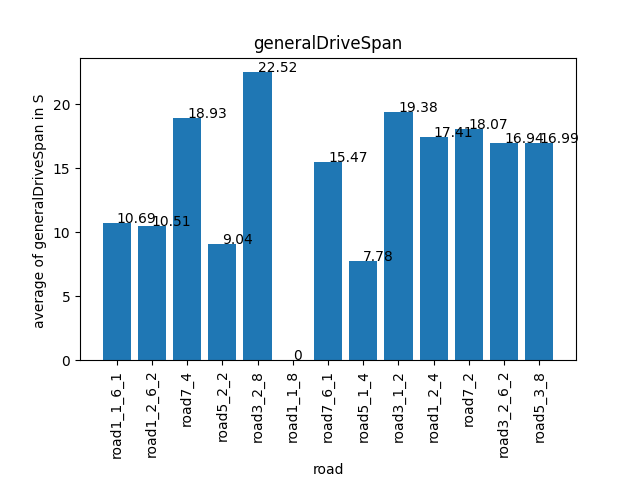 generalDriveSpan
average of generalDriveSpan in S
20
15
10
5
0
10.69
10.51
18.93
9.04
22.52
0
15.47
7.78
19.38
17.41
18.07
16.94
16.99
road1_1_6_1
road1_2_6_2
road7_4
road5_2_2
road3_2_8
road1_1_8
road7_6_1
road5_1_4
road3_1_2
road1_2_4
road7_2
road3_2_6_2
road5_3_8
road